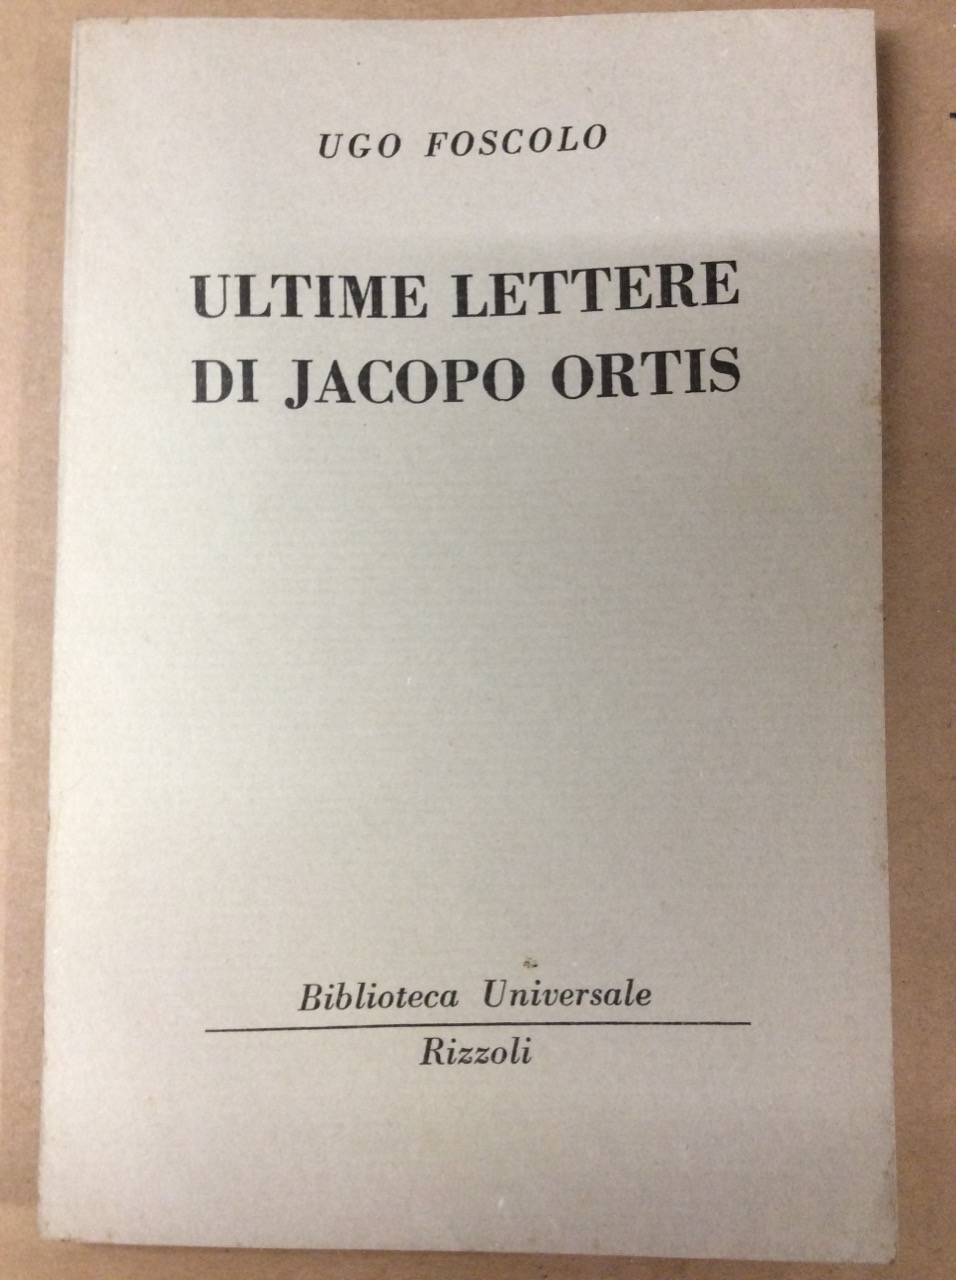 UGO FOSCOLO
ULTIME LETTERE
DI JACOPO ORTIS
Biblioteca Universale
Rizzoli